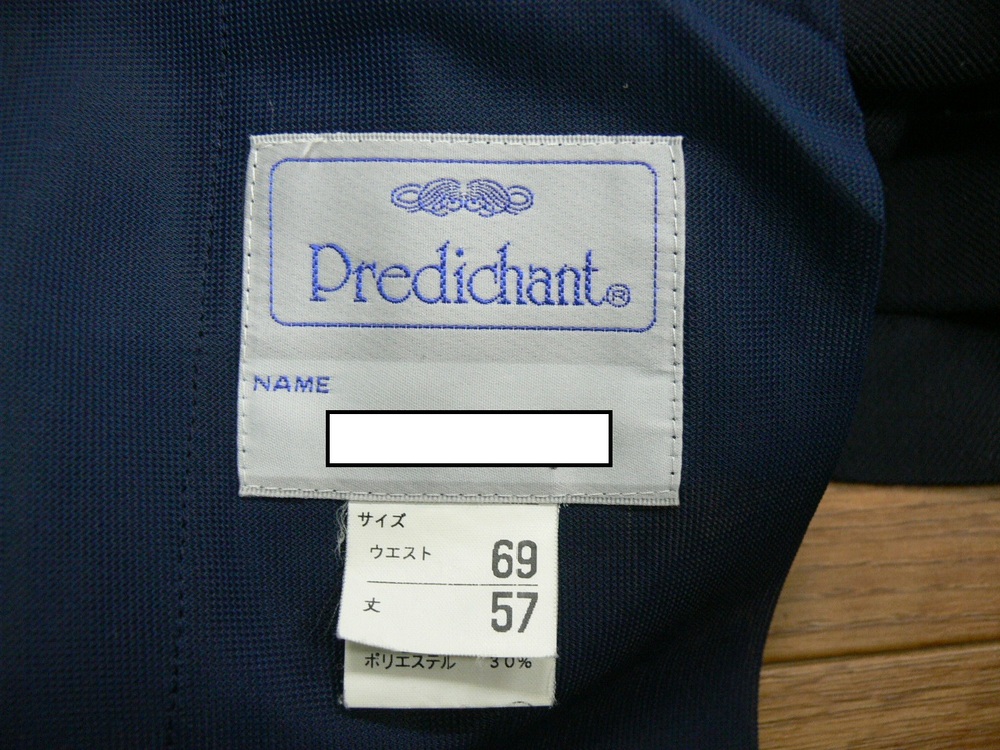 Predichant®
NAME
サイズ
ウエスト 69
丈 57
ポリエステル 30%